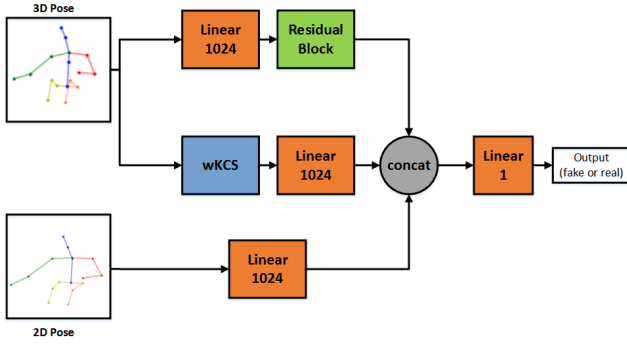 3D Pose
Linear
1024
Residual
Block
wKCS
Linear
1024
concat
Linear
1
Output
(fake or real)
Linear
1024
2D Pose